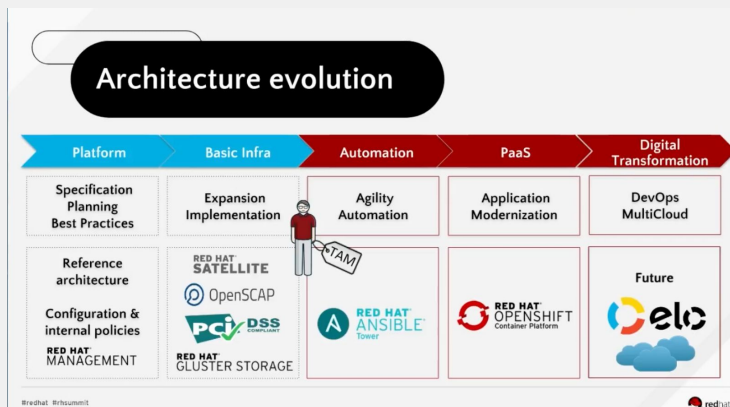 Architecture evolution
Platform
Basic Infra
Automation
PaaS
Digital
Transformation
Specification
Planning
Best Practices
Expansion
Implementation
Agility
Automation
Application
Modernization
DevOps
MultiCloud
TAM
Reference
architecture
Configuration &
internal policies
RED HAT
MANAGEMENT
RED HAT
SATELLITE
OpenSCAP
PCI DSS
COMPLIANT
RED HAT
GLUSTER STORAGE
A
RED HAT
ANSIBLE
Tower
RED HAT
OPENSHIFT
Container Platform
Future
elo
#redhat #rhsummit
redhat